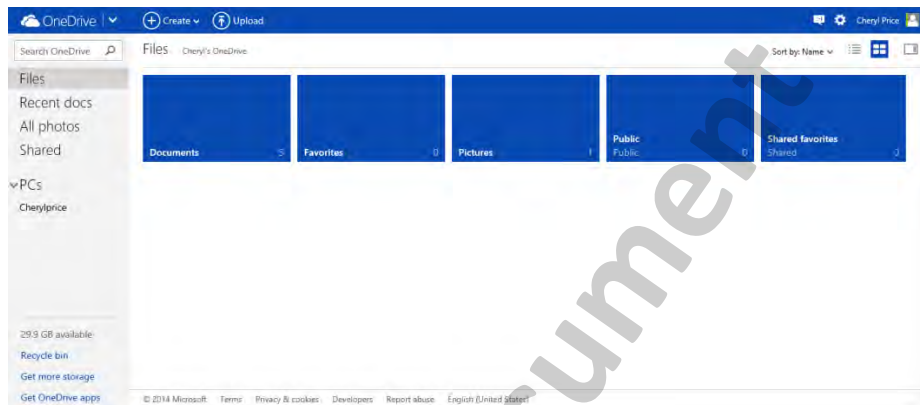 OneDrive Create Upload Cheryl Price
Search OneDrive Files Cheryl's OneDrive Sort by: Name
Files
Recent docs
All photos
Shared
PCs
Cherylprice
Documents 5 Favorites 0 Pictures 1 Public Public 0 Shared favorites Shared 0
29.9 GB available
Recycle bin
Get more storage
Get OneDrive apps
© 2014 Microsoft Terms Privacy & cookies Developers Report abuse English (United States)